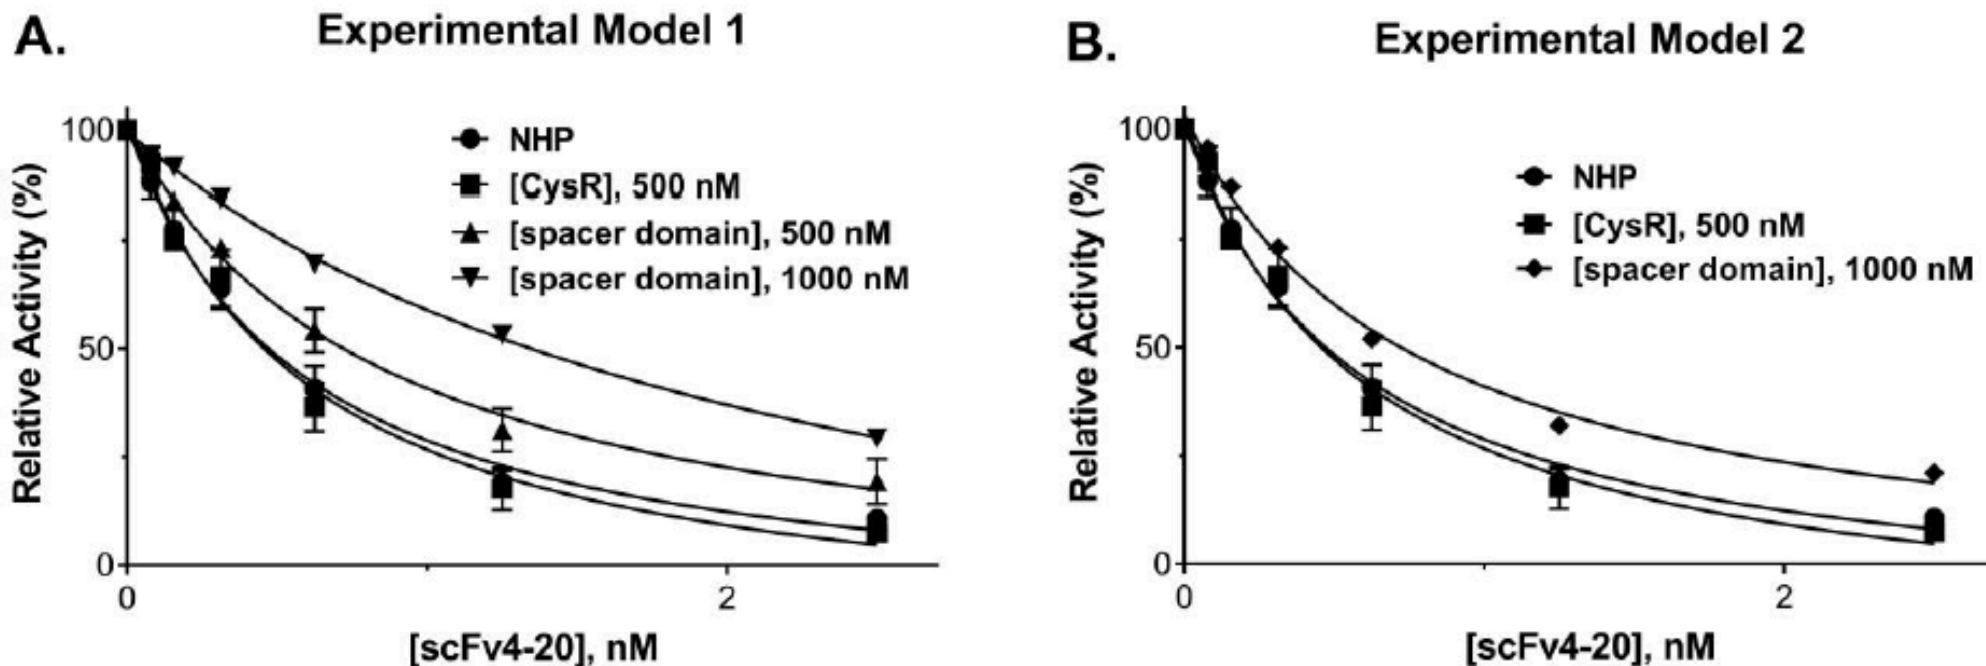 A.
Experimental Model 1
Relative Activity (%)
100
50
0
0
2
[scFv4-20], nM
NHP
[CysR], 500 nM
[spacer domain], 500 nM
[spacer domain], 1000 nM
B.
Experimental Model 2
Relative Activity (%)
100
50
0
0
2
[scFv4-20], nM
NHP
[CysR], 500 nM
[spacer domain], 1000 nM